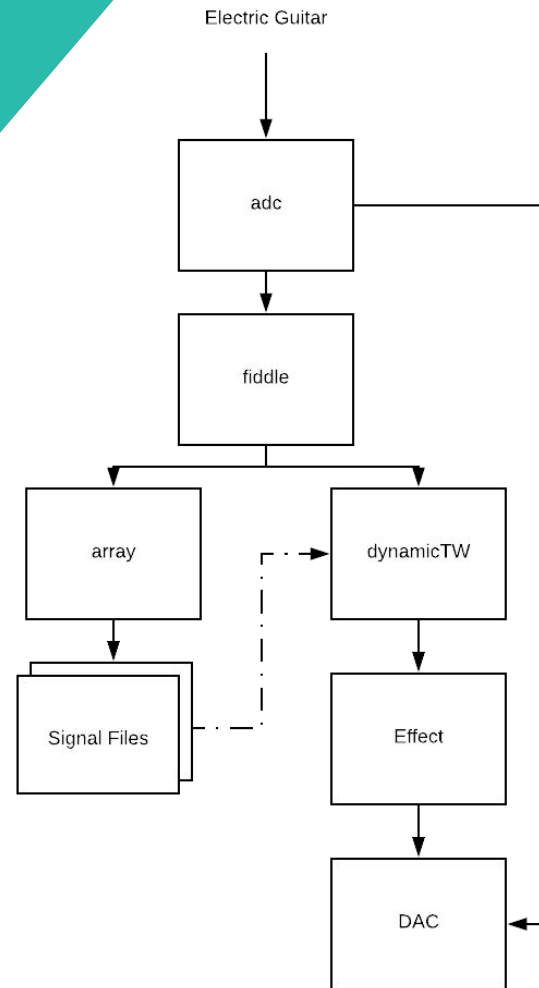 Electric Guitar
adc
fiddle
array
dynamicTW
Signal Files
Effect
DAC